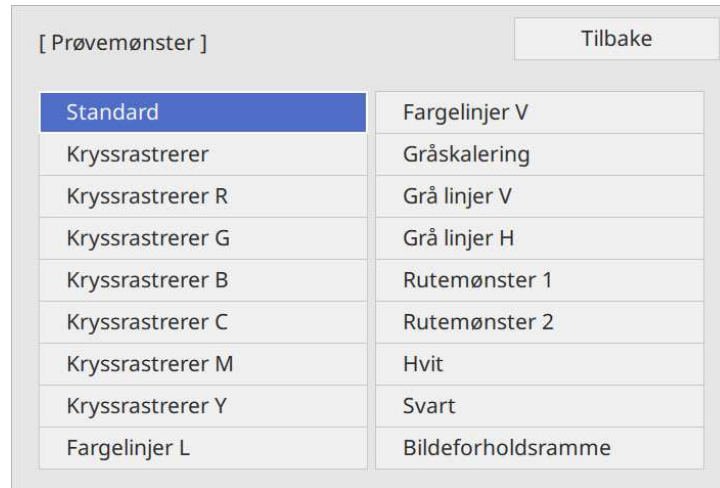 [ Prøvemønster ]
Tilbake
Standard
Kryssrastrerer
Kryssrastrerer R
Kryssrastrerer G
Kryssrastrerer B
Kryssrastrerer C
Kryssrastrerer M
Kryssrastrerer Y
Fargelinjer L
Fargelinjer V
Gråskalering
Grå linjer V
Grå linjer H
Rutemønster 1
Rutemønster 2
Hvit
Svart
Bildeforholdsramme